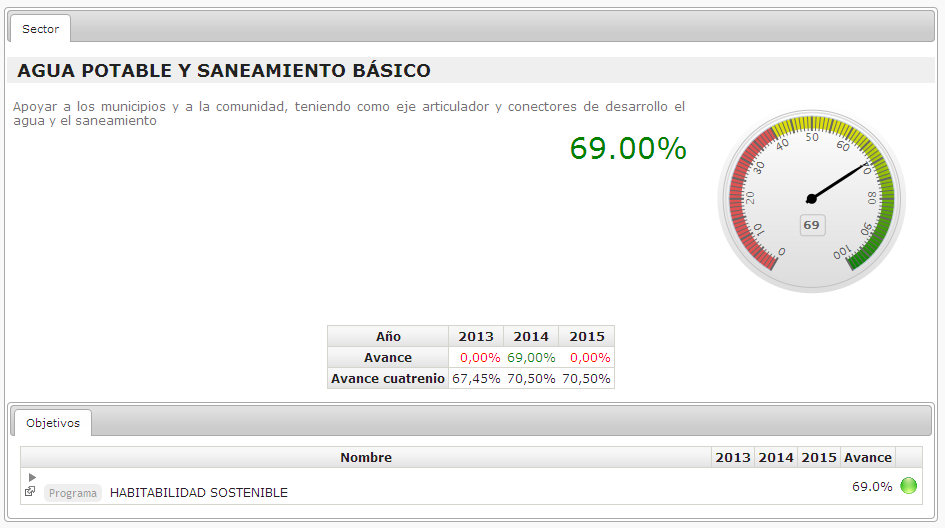 Sector
AGUA POTABLE Y SANEAMIENTO BÁSICO
Apoyar a los municipios y a la comunidad, teniendo como eje articulador y conectores de desarrollo el
agua y el saneamiento
69.00%
0 10 20 30 40 50 60 70 80 90 100
69
Año 2013 2014 2015
Avance 0,00% 69,00% 0,00%
Avance cuatrenio 67,45% 70,50% 70,50%
Objetivos
Nombre 2013 2014 2015 Avance
Programa HABITABILIDAD SOSTENIBLE 69.0%